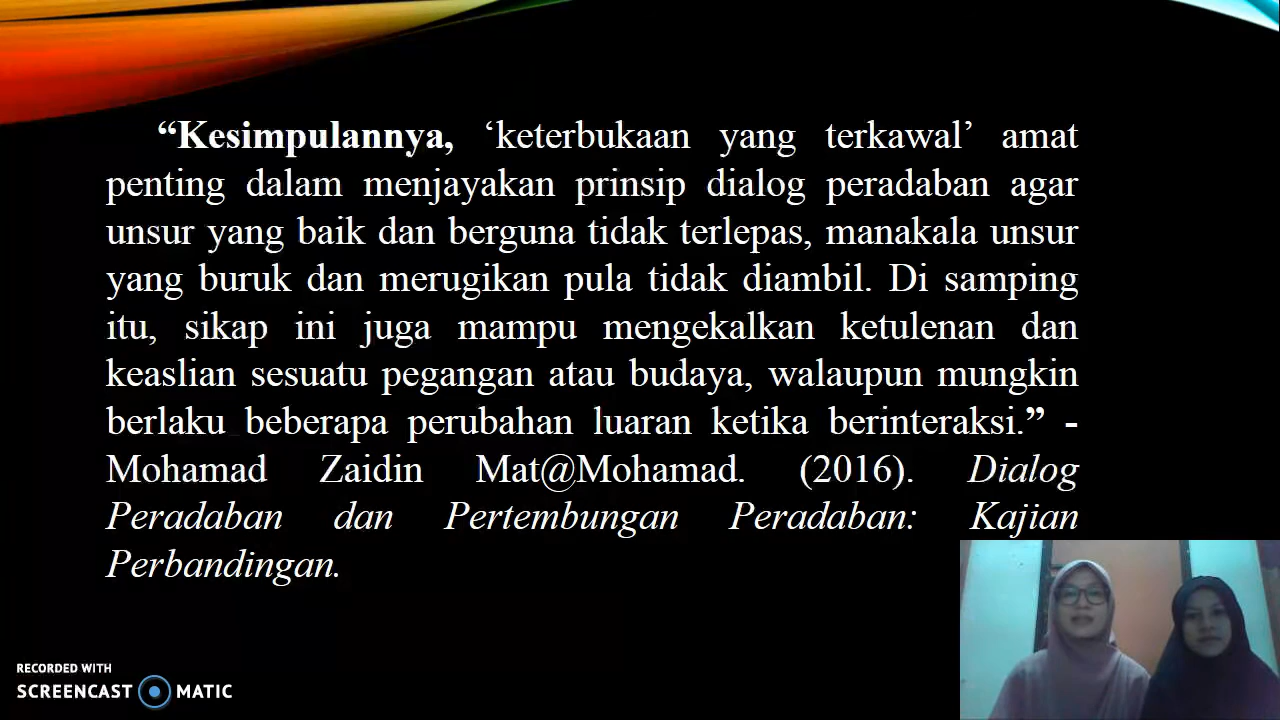 “Kesimpulannya, ‘keterbukaan yang terkawal’ amat
penting dalam menjayakan prinsip dialog peradaban agar
unsur yang baik dan berguna tidak terlepas, manakala unsur
yang buruk dan merugikan pula tidak diambil. Di samping
itu, sikap ini juga mampu mengekalkan ketulenan dan
keaslian sesuatu pegangan atau budaya, walaupun mungkin
berlaku beberapa perubahan luaran ketika berinteraksi.” -
Mohamad Zaidin Mat@Mohamad. (2016). Dialog
Peradaban dan Pertembungan Peradaban: Kajian
Perbandingan.
RECORDED WITH
SCREENCAST MATIC